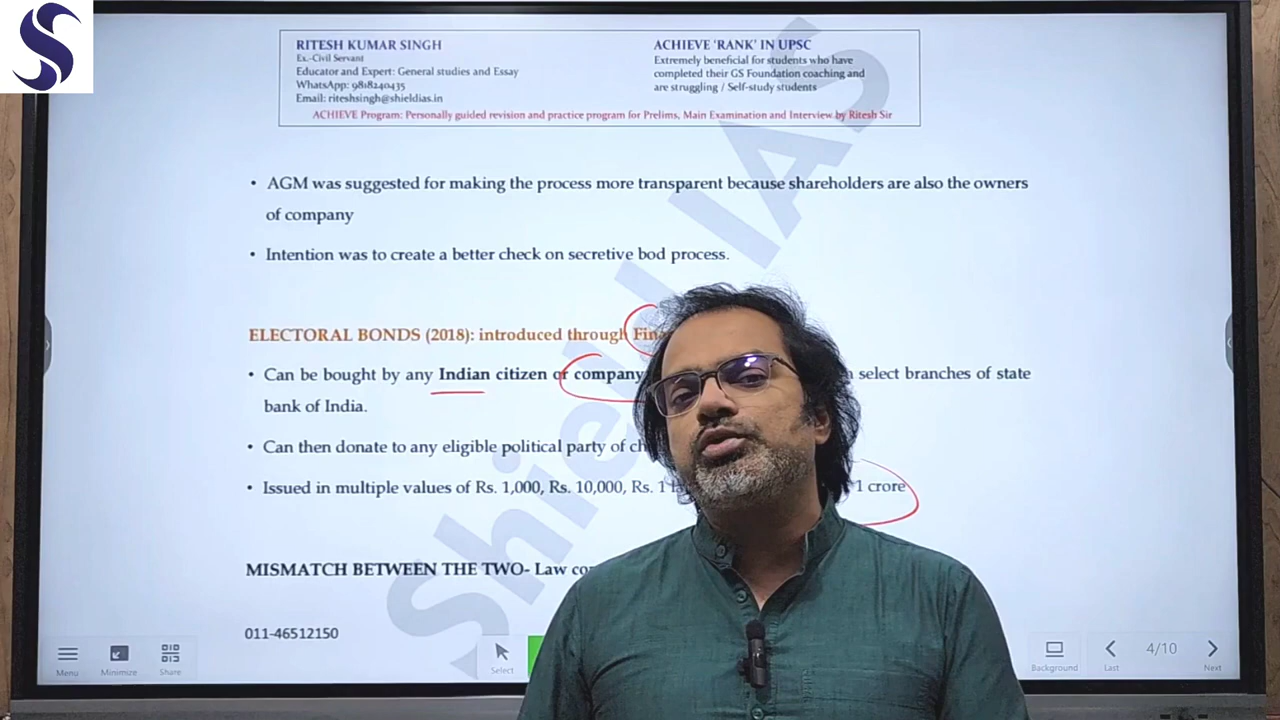 RITESH KUMAR SINGH
Ex.-Civil Servant
Educator and Expert: General studies and Essay
WhatsApp: 9818240435
Email: riteshsingh@shieldias.in
ACHIEVE 'RANK' IN UPSC
Extremely beneficial for students who have
completed their GS Foundation coaching and
are struggling / Self-study students
ACHIEVE Program: Personally guided revision and practice program for Prelims, Main Examination and Interview by Ritesh Sir
• AGM was suggested for making the process more transparent because shareholders are also the owners
of company
• Intention was to create a better check on secretive bod process.
ELECTORAL BONDS (2018): introduced through
• Can be bought by any Indian citizen or company select branches of state
bank of India.
• Can then donate to any eligible political party of
• Issued in multiple values of Rs. 1,000, Rs. 10,000, Rs. 1 1 crore
MISMATCH BETWEEN THE TWO- Law
011-46512150
Shield IAS
Menu
Minimize
Share
Select
Background
Last
4/10
Next